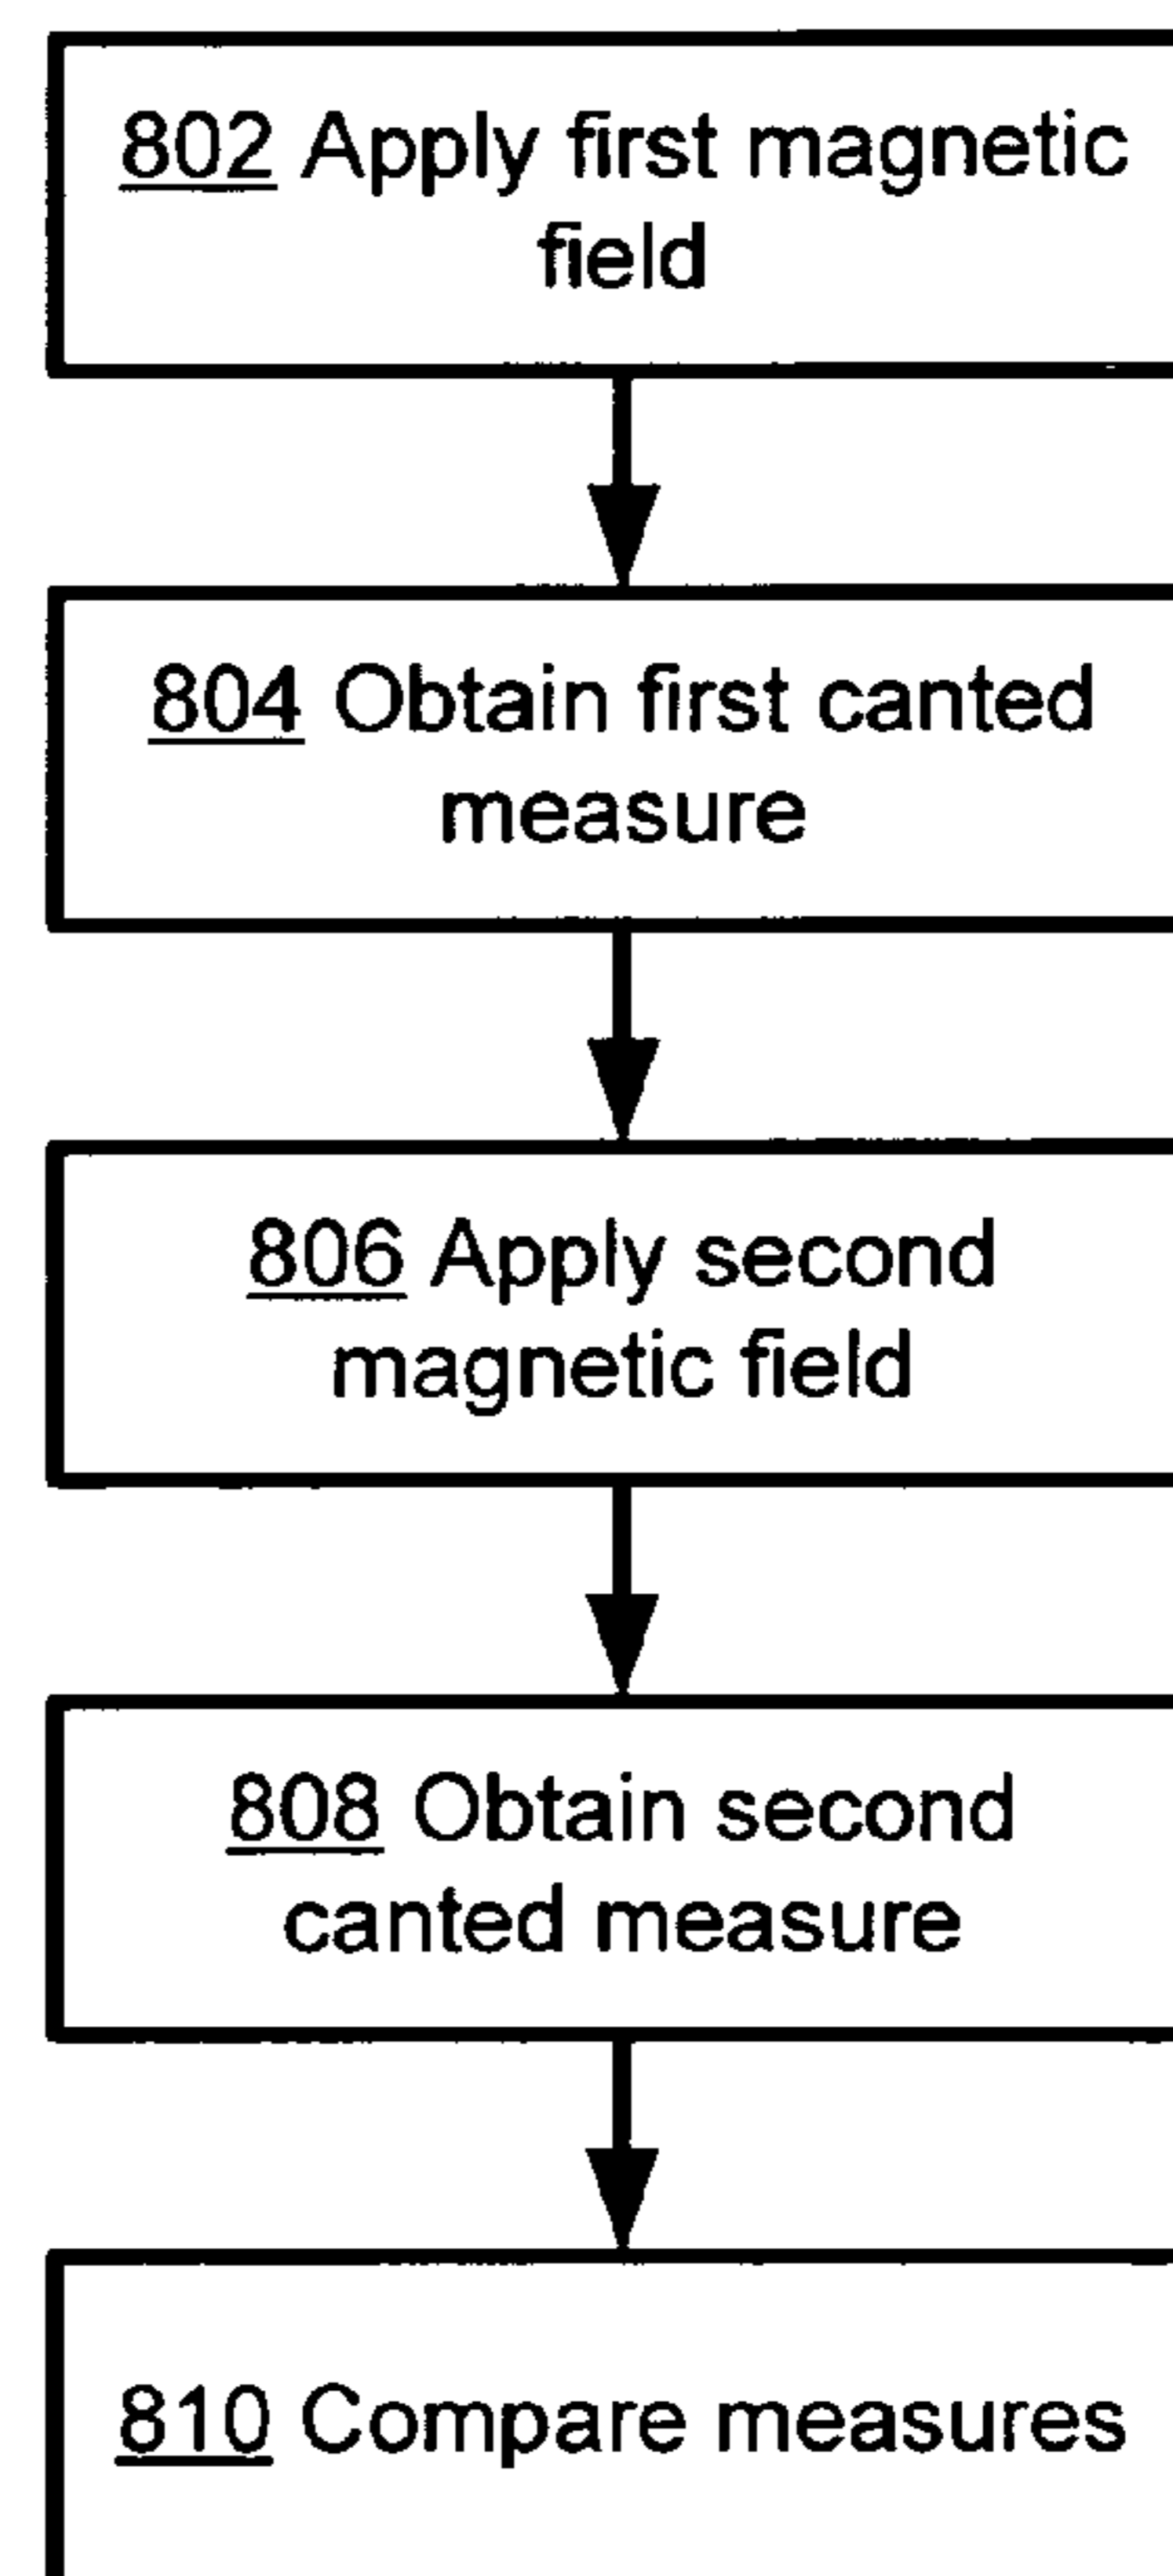 802 Apply first magnetic
field
804 Obtain first canted
measure
806 Apply second
magnetic field
808 Obtain second
canted measure
810 Compare measures